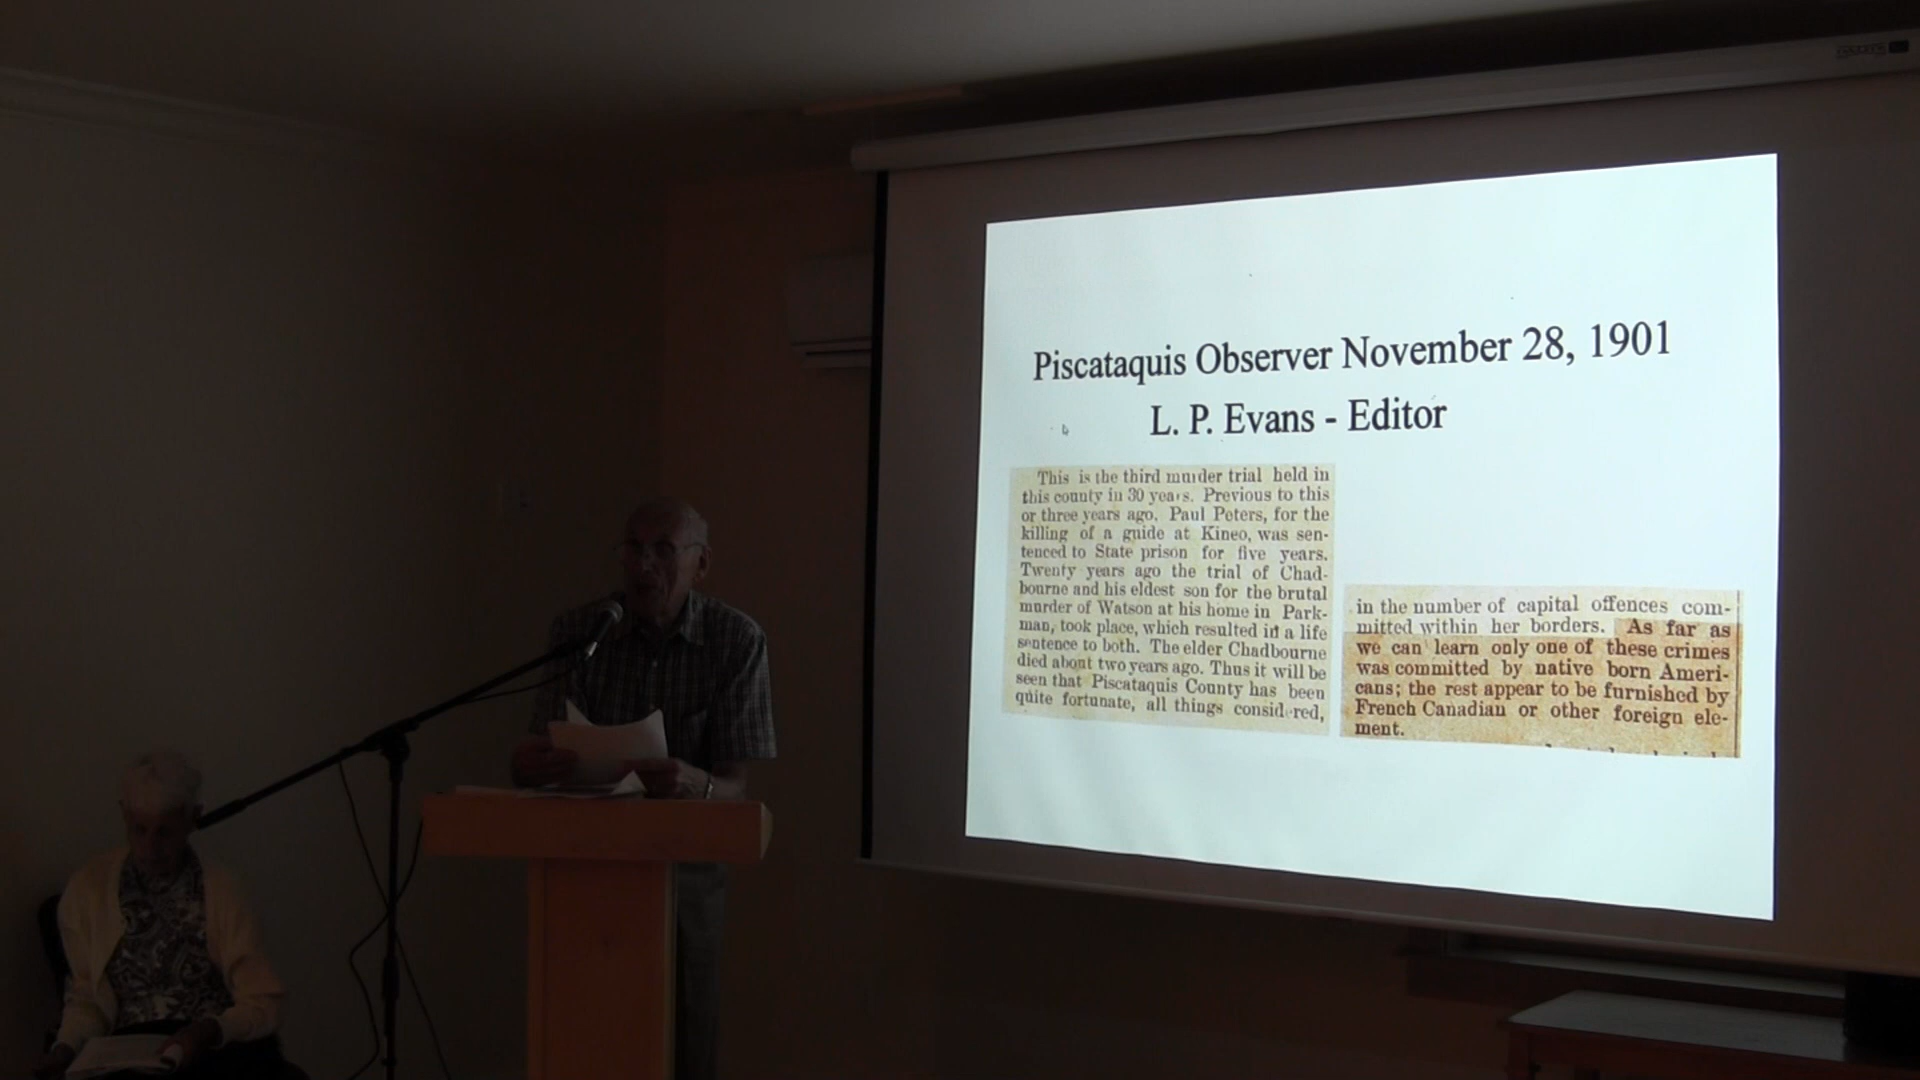 Piscataquis Observer November 28, 1901
L. P. Evans - Editor
This is the third murder trial held in
this county in 30 years. Previous to this
or three years ago, Paul Peters, for the
killing of a guide at Kineo, was sen-
tenced to State prison for five years.
Twenty years ago the trial of Chad-
bourne and his eldest son for the brutal
murder of Watson at his home in Park-
man, took place, which resulted in a life
sentence to both. The elder Chadbourne
died about two years ago. Thus it will be
seen that Piscataquis County has been
quite fortunate, all things considered,
in the number of capital offences com-
mitted within her borders. As far as
we can learn only one of these crimes
was committed by native born Ameri-
cans; the rest appear to be furnished by
French Canadian or other foreign ele-
ment.